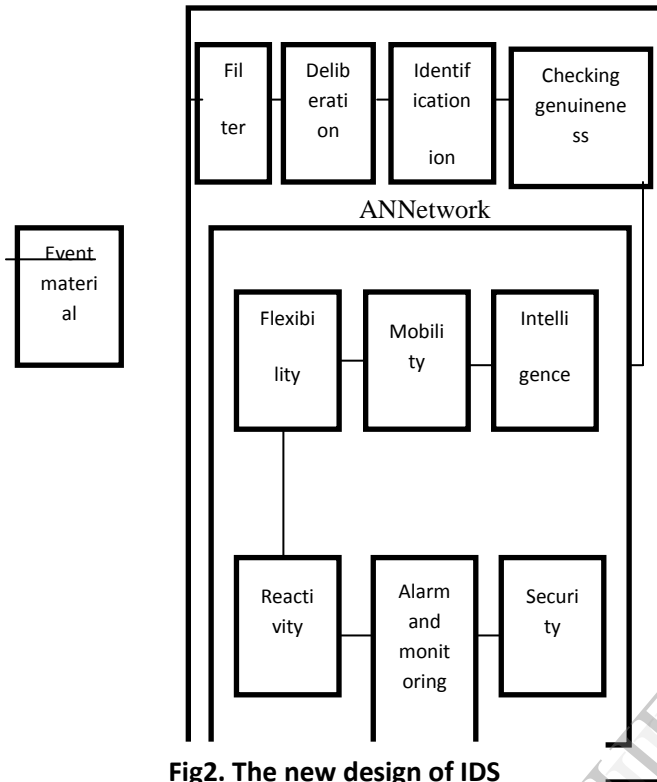 Fil
ter
Delib
erati
on
Identif
ication
ion
Checking
genuinene
ss
ANNetwork
Event
materi
al
Flexibi
lity
Mobili
ty
Intelli
gence
Reacti
vity
Alarm
and
monit
oring
Securi
ty
Fig2. The new design of IDS